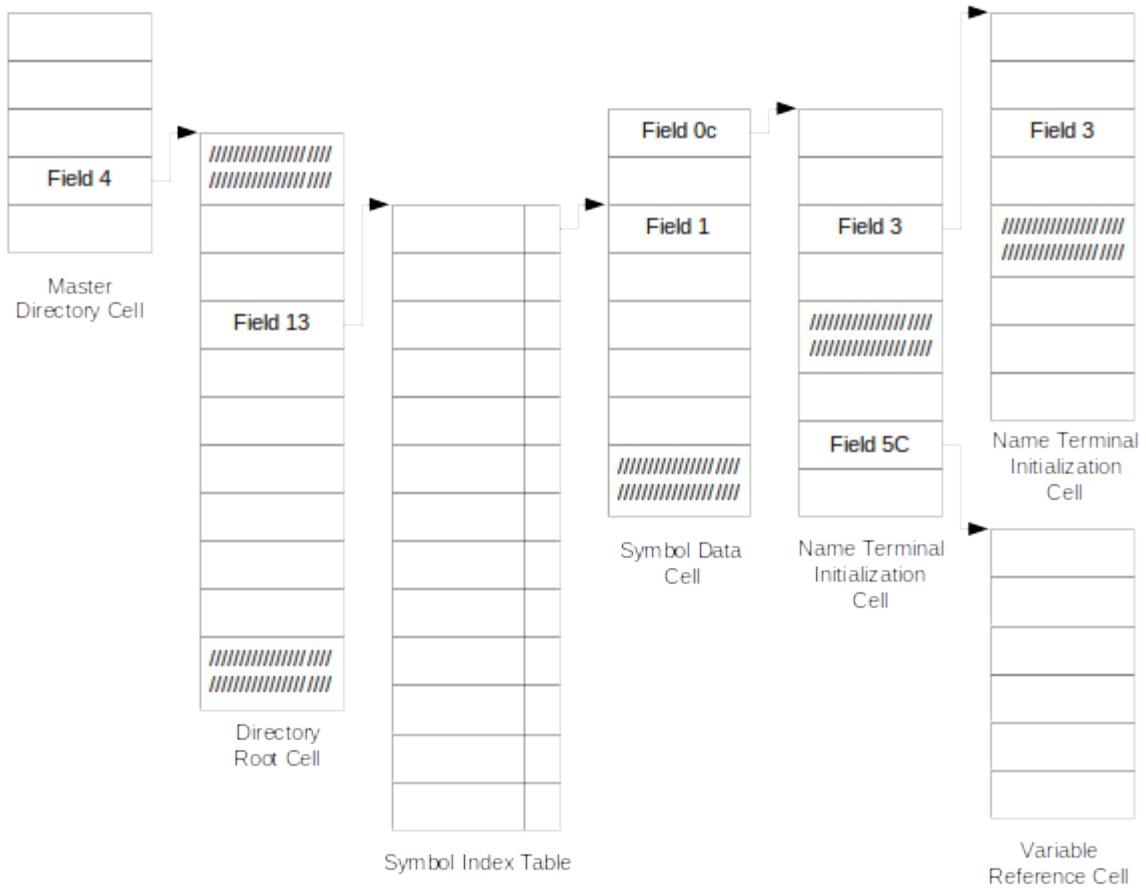 Field 4
Master
Directory Cell
////////////////////
////////////////////
Field 13
////////////////////
////////////////////
Directory
Root Cell
Symbol Index Table
Field 0c
Field 1
////////////////////
////////////////////
Symbol Data
Cell
Field 3
////////////////////
////////////////////
Field 5C
Name Terminal
Initialization
Cell
Field 3
////////////////////
////////////////////
Name Terminal
Initialization
Cell
Variable
Reference Cell